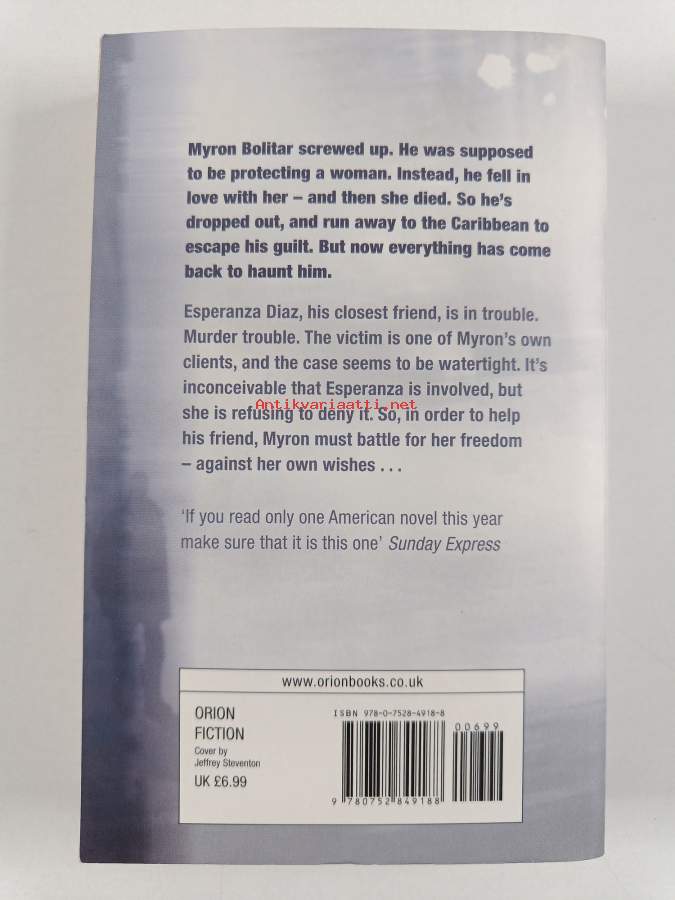 Myron Bolitar screwed up. He was supposed
to be protecting a woman. Instead, he fell in
love with her – and then she died. So he's
dropped out, and run away to the Caribbean to
escape his guilt. But now everything has come
back to haunt him.
Esperanza Diaz, his closest friend, is in trouble.
Murder trouble. The victim is one of Myron's own
clients, and the case seems to be watertight. It's
inconceivable that Esperanza is involved, but
Antikvariaatti.net
she is refusing to deny it. So, in order to help
his friend, Myron must battle for her freedom
– against her own wishes . . .
'If you read only one American novel this year
make sure that it is this one' Sunday Express
www.orionbooks.co.uk
ORION
FICTION
Cover by
Jeffrey Steventon
UK £6.99
ISBN 978-0-7528-4918-8
00699
9 780752 849188